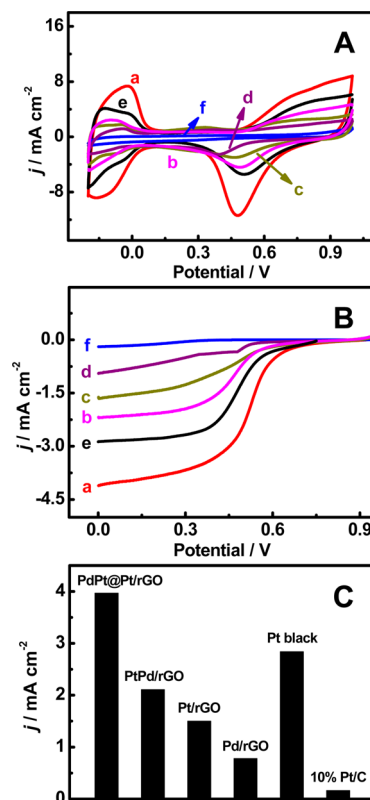 A
16
8
0
-8
j / mA cm⁻²
a
e
f
d
b
c
0.0 0.3 0.6 0.9
Potential / V
B
0.0
-1.5
-3.0
-4.5
j / mA cm⁻²
f
d
c
b
e
a
0.0 0.3 0.6 0.9
Potential / V
C
4
3
2
1
0
j / mA cm⁻²
PdPt@Pt/rGO
PtPd/rGO
Pt/rGO
Pd/rGO
Pt black
10% Pt/C